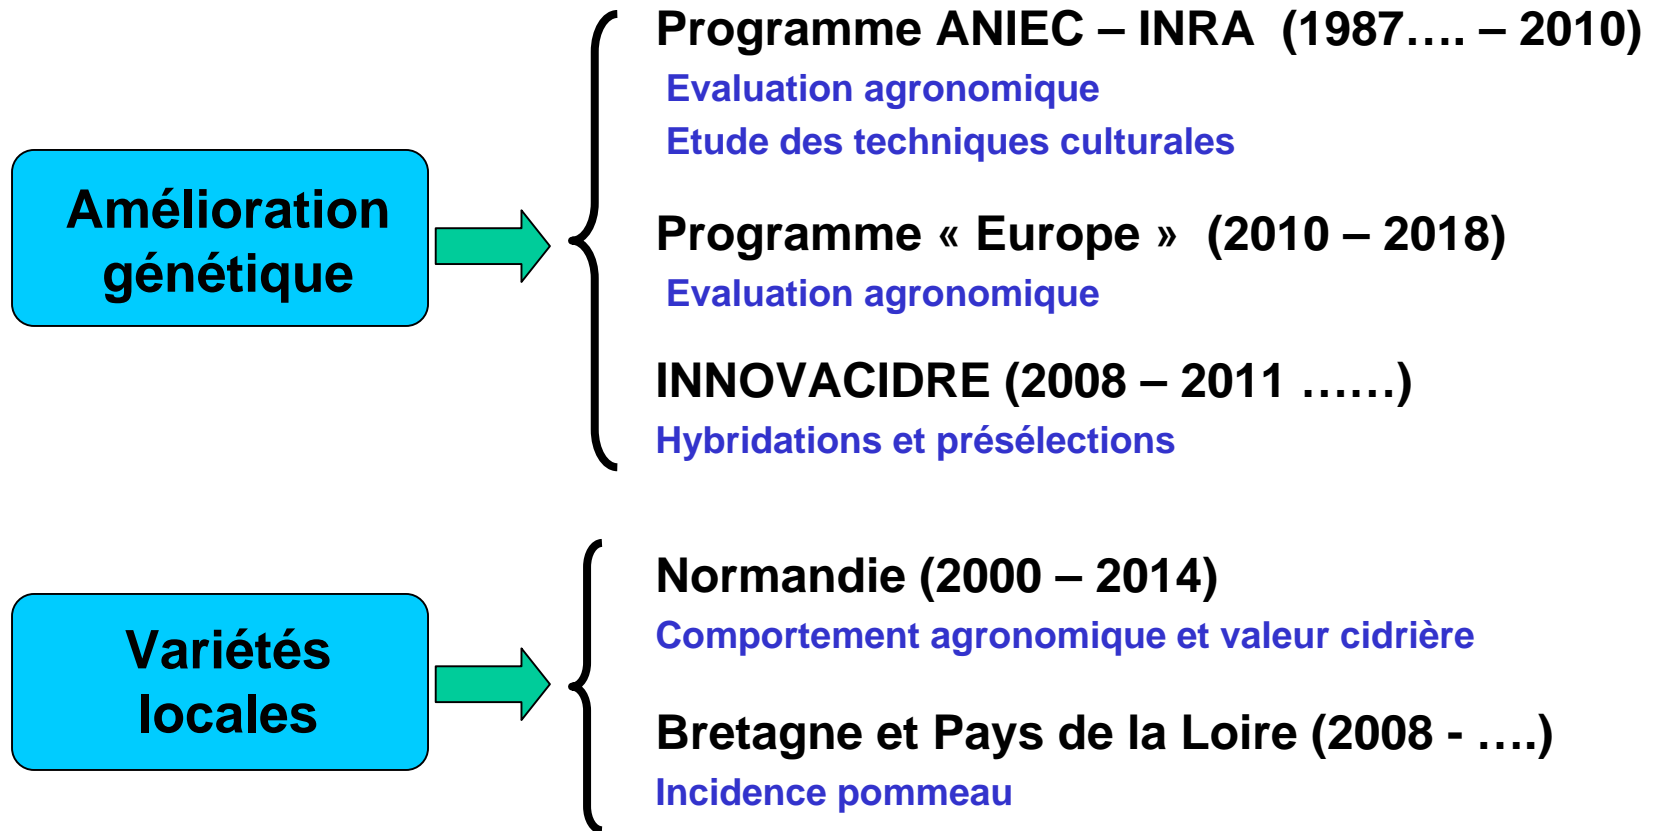 Amélioration
génétique
Programme ANIEC – INRA (1987…. – 2010)
Evaluation agronomique
Etude des techniques culturales
Programme « Europe » (2010 – 2018)
Evaluation agronomique
INNOVACIDRE (2008 – 2011 ……)
Hybridations et présélections
Variétés
locales
Normandie (2000 – 2014)
Comportement agronomique et valeur cidrière
Bretagne et Pays de la Loire (2008 - ….)
Incidence pommeau